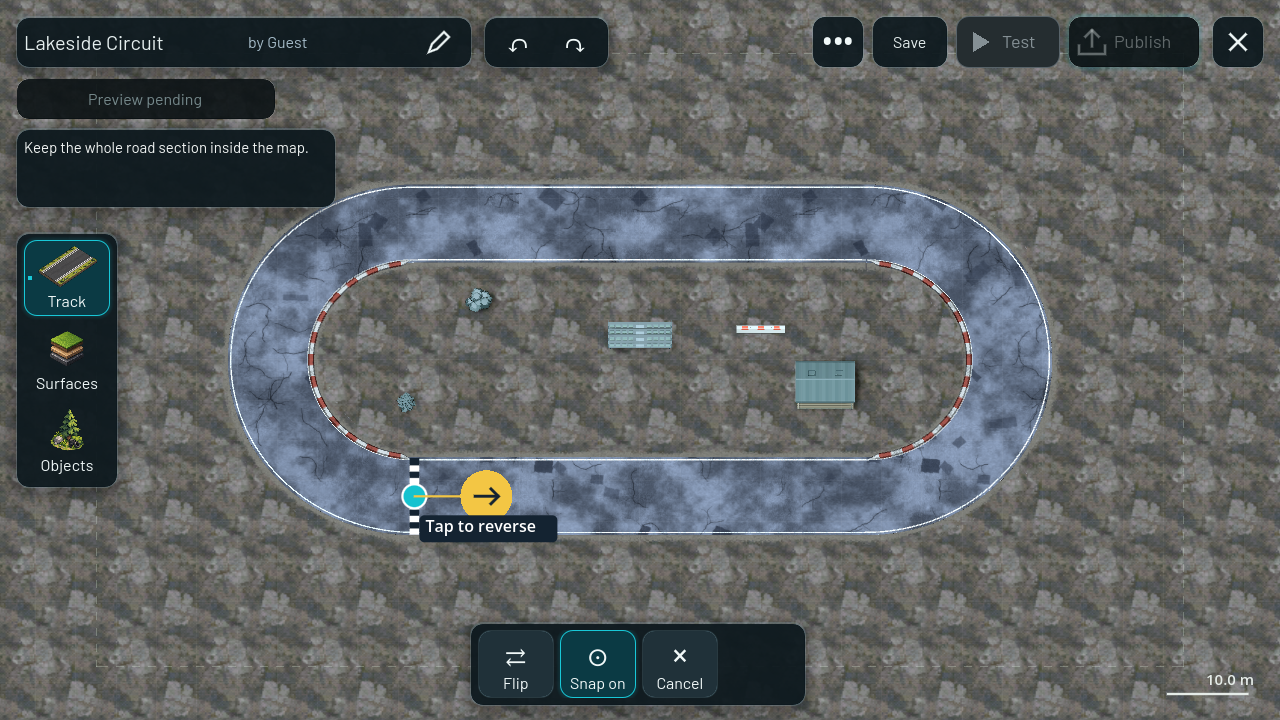 Lakeside Circuit by Guest
Save
Test
Publish
Preview pending
Keep the whole road section inside the map.
Track
Surfaces
Objects
Tap to reverse
Flip
Snap on
Cancel
10.0 m